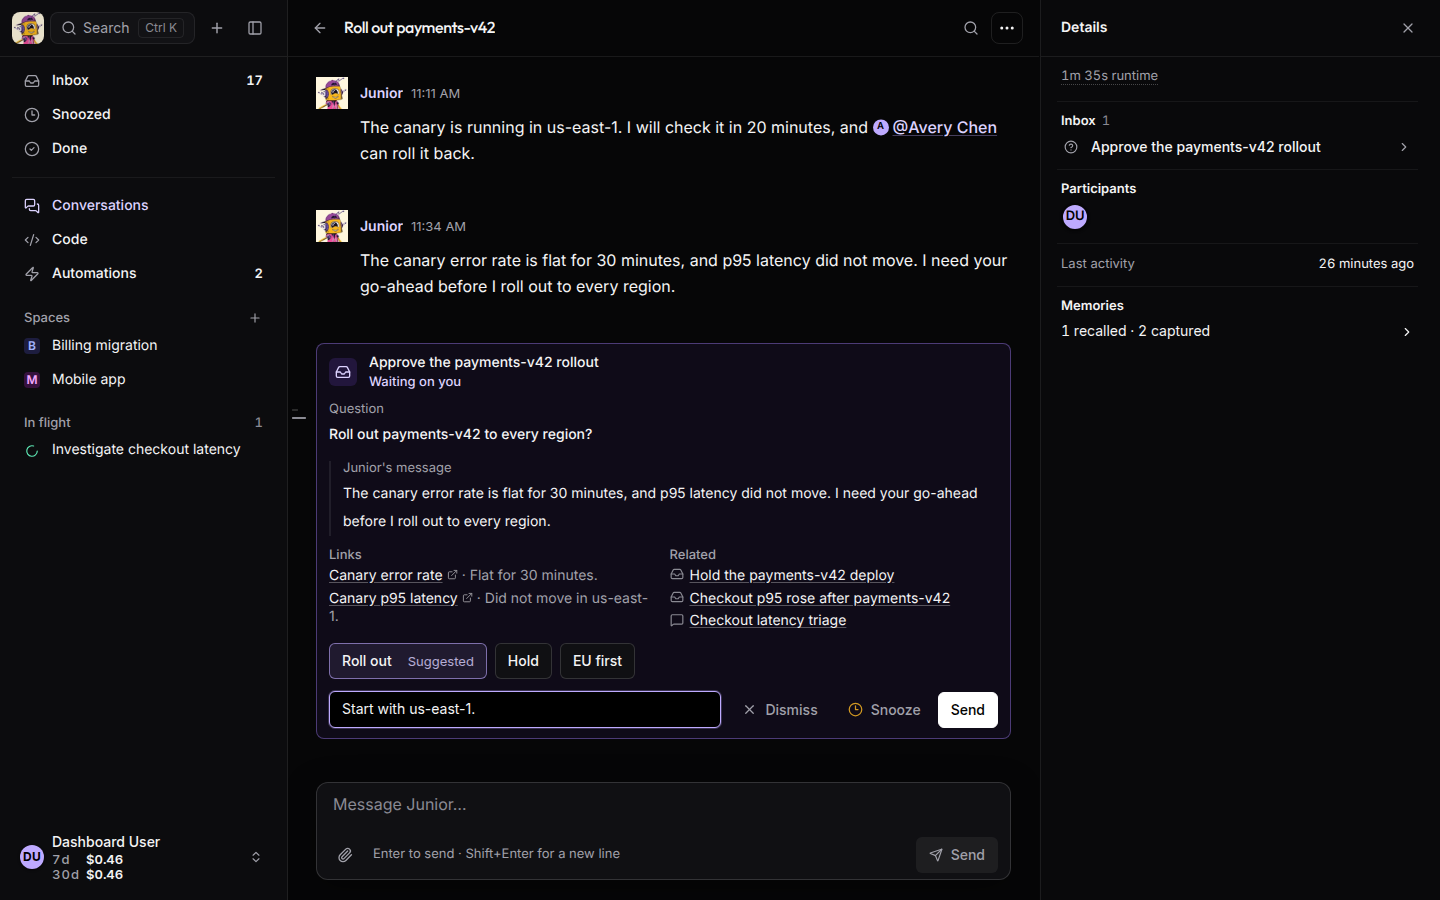 Search Ctrl K
Inbox 17
Snoozed
Done
Conversations
Code
Automations 2
Spaces
B Billing migration
M Mobile app
In flight 1
Investigate checkout latency
DU Dashboard User
7d $0.46
30d $0.46
Roll out payments-v42
Junior 11:11 AM
The canary is running in us-east-1. I will check it in 20 minutes, and A @Avery Chen
can roll it back.
Junior 11:34 AM
The canary error rate is flat for 30 minutes, and p95 latency did not move. I need your
go-ahead before I roll out to every region.
Approve the payments-v42 rollout
Waiting on you
Question
Roll out payments-v42 to every region?
Junior's message
The canary error rate is flat for 30 minutes, and p95 latency did not move. I need your go-ahead
before I roll out to every region.
Links
Canary error rate · Flat for 30 minutes.
Canary p95 latency · Did not move in us-east-
1.
Related
Hold the payments-v42 deploy
Checkout p95 rose after payments-v42
Checkout latency triage
Roll out Suggested Hold EU first
Start with us-east-1. Dismiss Snooze Send
Message Junior...
Enter to send · Shift+Enter for a new line Send
Details
1m 35s runtime
Inbox 1
Approve the payments-v42 rollout
Participants
DU
Last activity 26 minutes ago
Memories
1 recalled · 2 captured